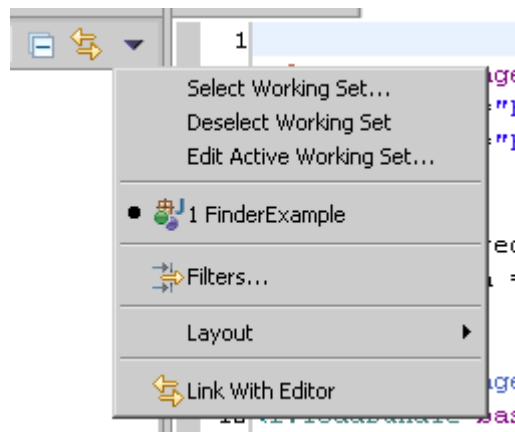 1
Select Working Set...
Deselect Working Set
Edit Active Working Set...
1 FinderExample
Filters...
Layout
Link With Editor